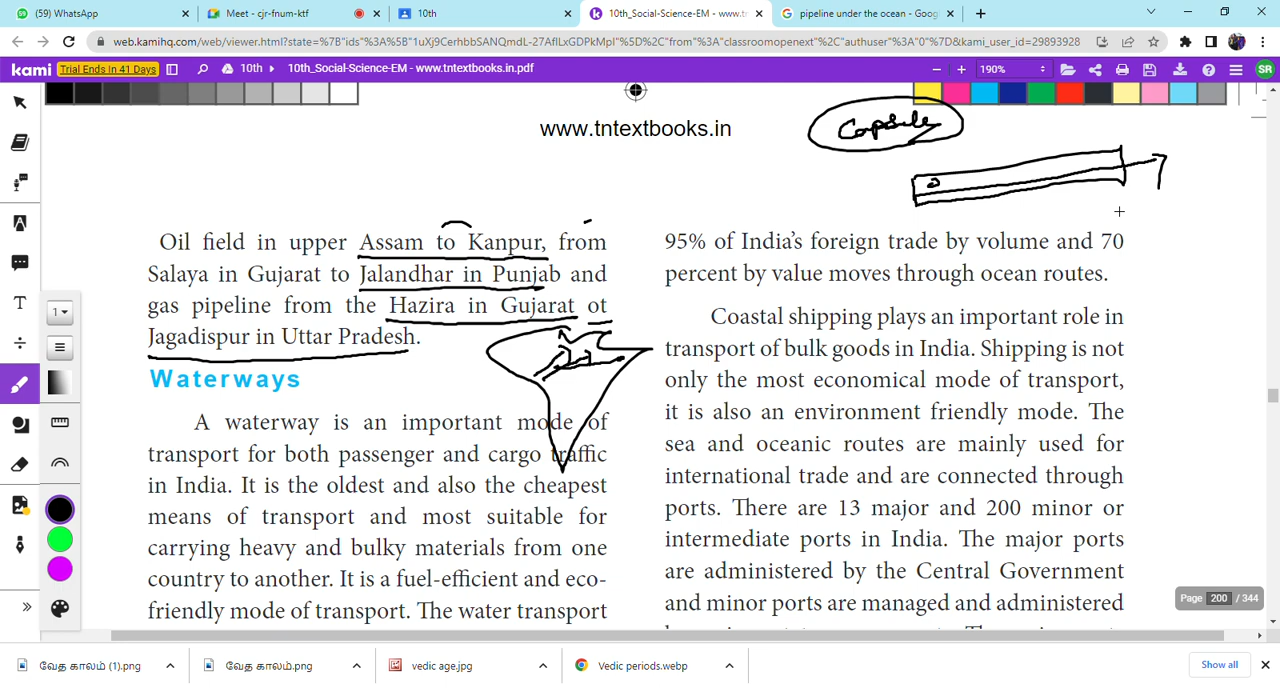 (59) WhatsApp
Meet - cjr-fnum-ktf
10th
10th_Social-Science-EM - www.tn
pipeline under the ocean - Goog
web.kamihq.com/web/viewer.html?state=%7B"ids"%3A%5B"1uXj9CerhbbSANQmdL-27AflLxGDPkMpI"%5D%2C"from"%3A"classroomopenext"%2C"authuser"%3A"0"%7D&kami_user_id=29893928
kami
Trial Ends In 41 Days
10th
10th_Social-Science-EM - www.tntextbooks.in.pdf
190%
SR
www.tntextbooks.in
Capsule
Oil field in upper Assam to Kanpur, from
Salaya in Gujarat to Jalandhar in Punjab and
gas pipeline from the Hazira in Gujarat ot
Jagadispur in Uttar Pradesh.
Waterways
A waterway is an important mode of
transport for both passenger and cargo traffic
in India. It is the oldest and also the cheapest
means of transport and most suitable for
carrying heavy and bulky materials from one
country to another. It is a fuel-efficient and eco-
friendly mode of transport. The water transport
95% of India's foreign trade by volume and 70
percent by value moves through ocean routes.
Coastal shipping plays an important role in
transport of bulk goods in India. Shipping is not
only the most economical mode of transport,
it is also an environment friendly mode. The
sea and oceanic routes are mainly used for
international trade and are connected through
ports. There are 13 major and 200 minor or
intermediate ports in India. The major ports
are administered by the Central Government
and minor ports are managed and administered
1
Page 200 / 344
வேத காலம் (1).png
வேத காலம்.png
vedic age.jpg
Vedic periods.webp
Show all